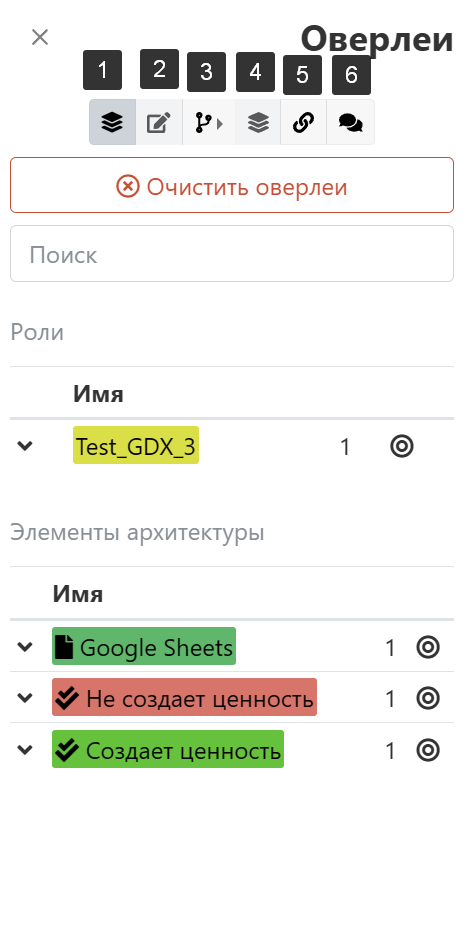 Оверлеи
1 2 3 4 5 6
Очистить оверлеи
Поиск
Роли
Имя
Test_GDX_3 1
Элементы архитектуры
Имя
Google Sheets 1
Не создает ценность 1
Создает ценность 1